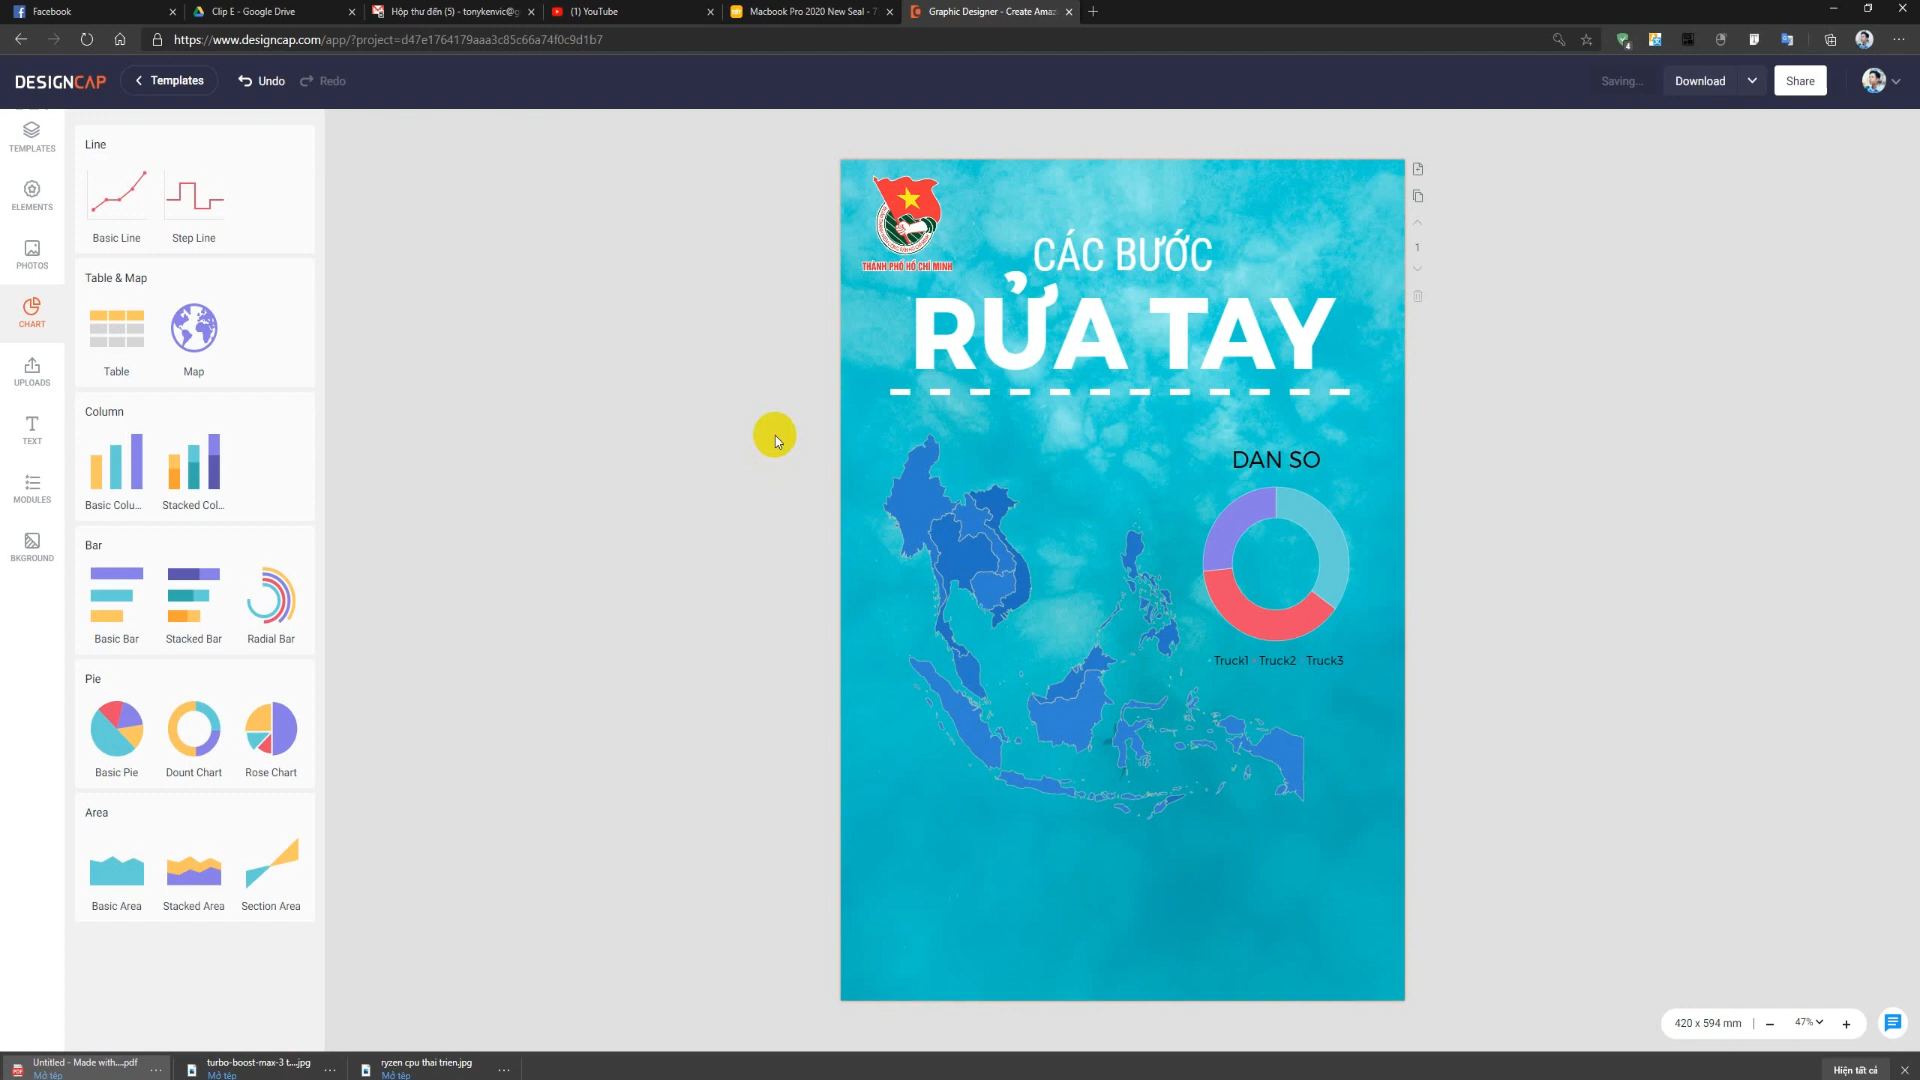 Facebook
Clip E - Google Drive
Hộp thư đến (5) - tonykenvic@g
(1) YouTube
Macbook Pro 2020 New Seal - 7
Graphic Designer - Create Amaz
https://www.designcap.com/app/?project=d47e1764179aaa3c85c66a74f0c9d1b7
DESIGNCAP
Templates
Undo
Redo
Saving...
Download
Share
TEMPLATES
ELEMENTS
PHOTOS
CHART
UPLOADS
TEXT
MODULES
BKGROUND
Line
Basic Line
Step Line
Table & Map
Table
Map
Column
Basic Colu...
Stacked Col...
Bar
Basic Bar
Stacked Bar
Radial Bar
Pie
Basic Pie
Dount Chart
Rose Chart
Area
Basic Area
Stacked Area
Section Area
THÀNH PHỐ HỒ CHÍ MINH
CÁC BƯỚC
RỬA TAY
DAN SO
Truck1 Truck2 Truck3
1
420 x 594 mm
47%
Untitled - Made with....pdf
Mở tệp
turbo-boost-max-3 t....jpg
Mở tệp
ryzen cpu thai trien.jpg
Mở tệp
Hiện tất cả